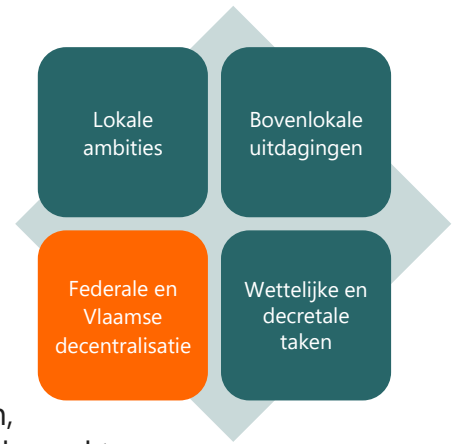 Lokale
ambities
Bovenlokale
uitdagingen
Federale en
Vlaamse
decentralisatie
Wettelijke en
decretale
taken